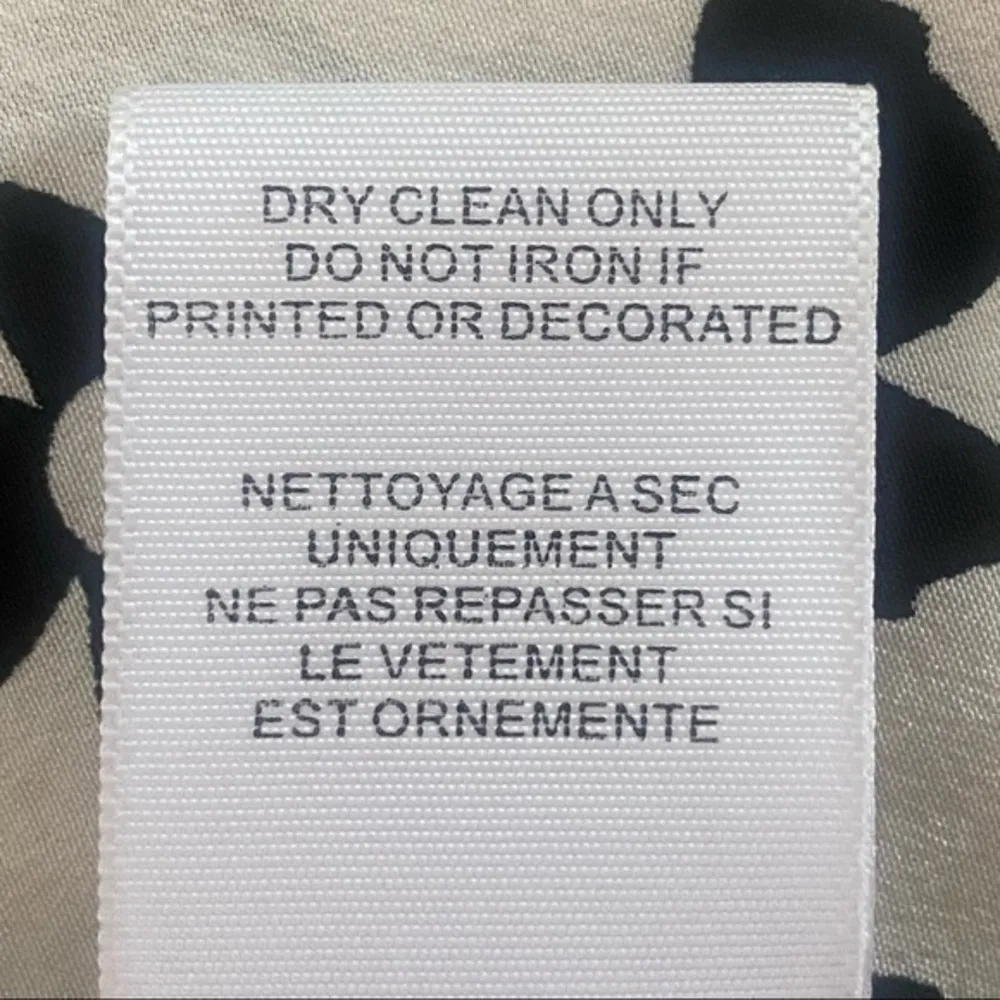 DRY CLEAN ONLY
DO NOT IRON IF
PRINTED OR DECORATED
NETTOYAGE A SEC
UNIQUEMENT
NE PAS REPASSER SI
LE VETEMENT
EST ORNEMENTE